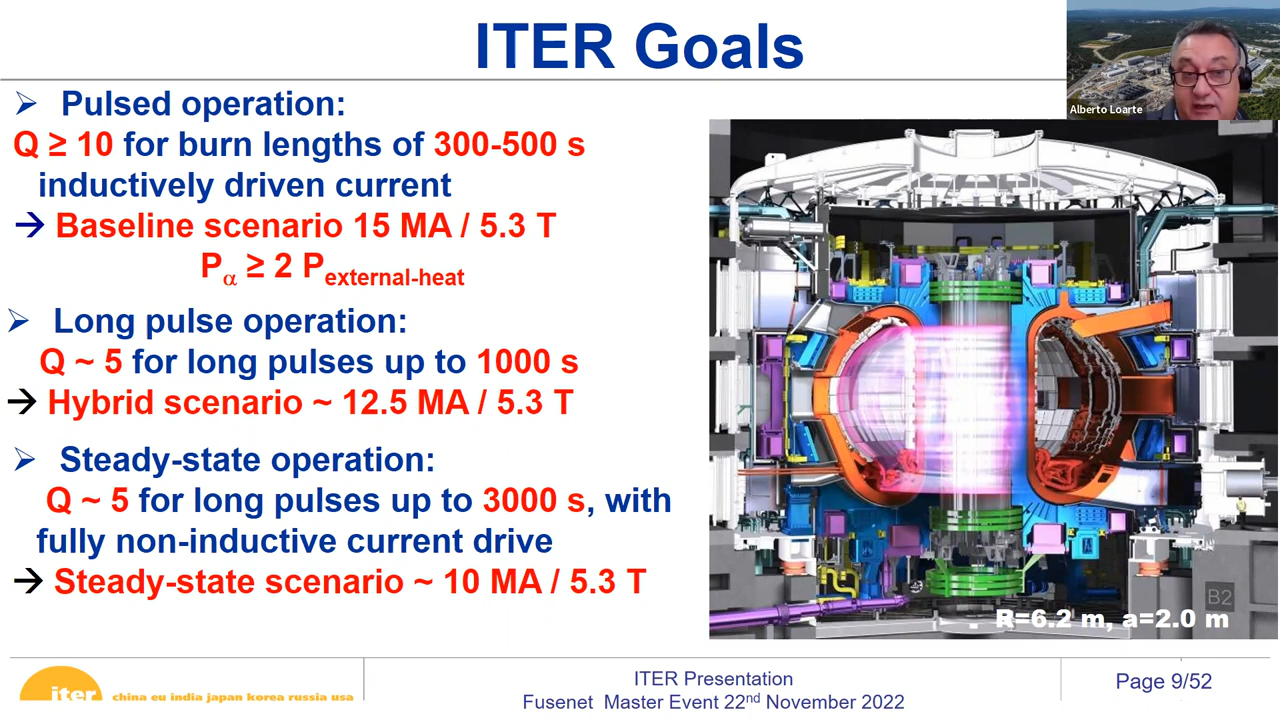 ITER Goals
Alberto Loarte
➢ Pulsed operation:
Q ≥ 10 for burn lengths of 300-500 s
inductively driven current
→ Baseline scenario 15 MA / 5.3 T
Pα ≥ 2 Pexternal-heat
➢ Long pulse operation:
Q ~ 5 for long pulses up to 1000 s
→ Hybrid scenario ~ 12.5 MA / 5.3 T
➢ Steady-state operation:
Q ~ 5 for long pulses up to 3000 s, with
fully non-inductive current drive
→ Steady-state scenario ~ 10 MA / 5.3 T
B2
R=6.2 m, a=2.0 m
iter
china eu india japan korea russia usa
ITER Presentation
Fusenet Master Event 22nd November 2022
Page 9/52